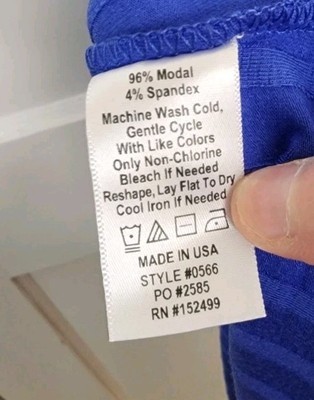 96% Modal
4% Spandex
Machine Wash Cold,
Gentle Cycle
With Like Colors
Only Non-Chlorine
Bleach If Needed
Reshape, Lay Flat To Dry
Cool Iron If Needed
MADE IN USA
STYLE #0566
PO #2585
RN #152499